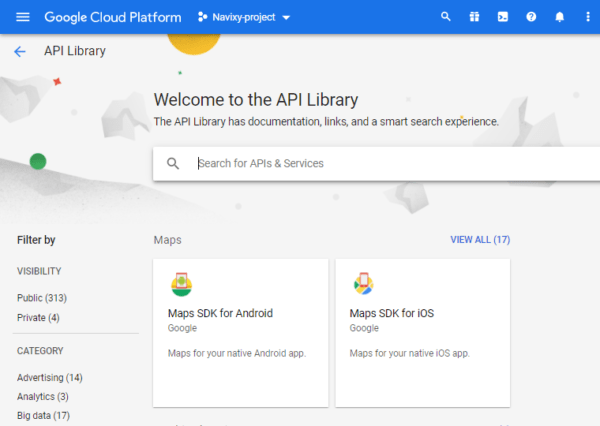 Google Cloud Platform Navixy-project
API Library
Welcome to the API Library
The API Library has documentation, links, and a smart search experience.
Search for APIs & Services
Filter by
VISIBILITY
Public (313)
Private (4)
CATEGORY
Advertising (14)
Analytics (3)
Big data (17)
Maps VIEW ALL (17)
Maps SDK for Android
Google
Maps for your native Android app.
Maps SDK for iOS
Google
Maps for your native iOS app.